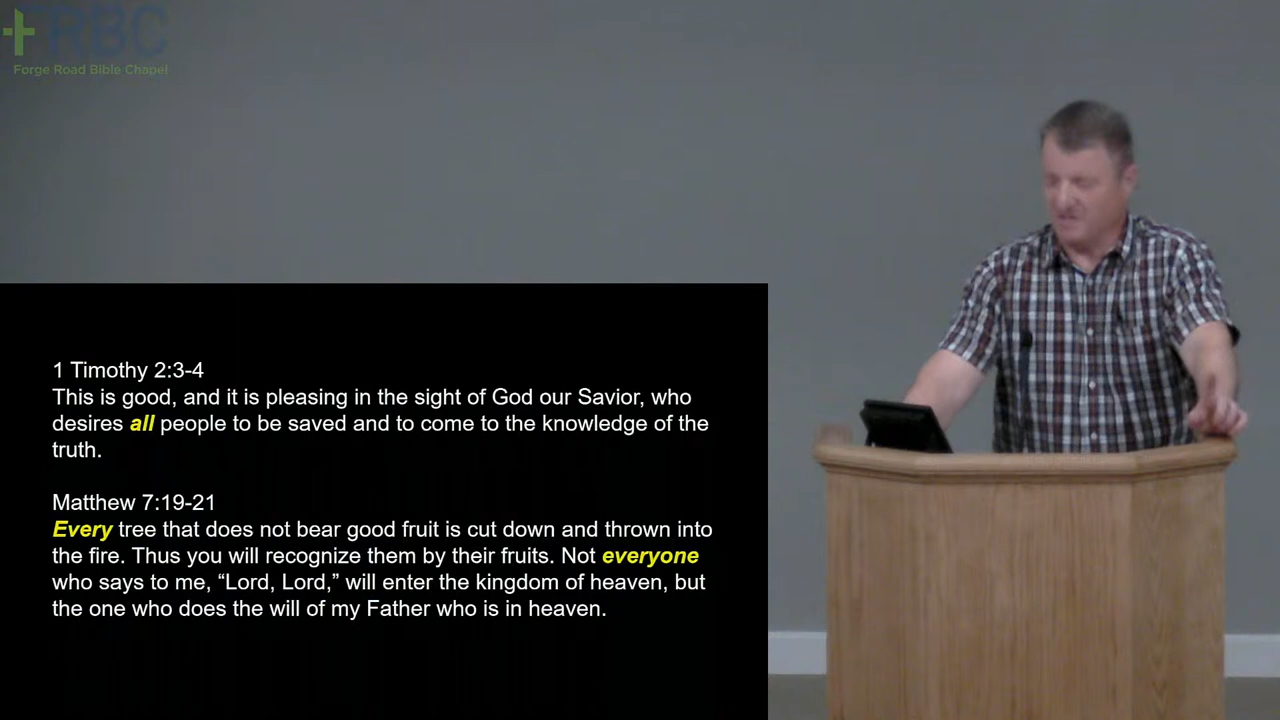 FRBC
Forge Road Bible Chapel
1 Timothy 2:3-4
This is good, and it is pleasing in the sight of God our Savior, who
desires all people to be saved and to come to the knowledge of the
truth.
Matthew 7:19-21
Every tree that does not bear good fruit is cut down and thrown into
the fire. Thus you will recognize them by their fruits. Not everyone
who says to me, “Lord, Lord,” will enter the kingdom of heaven, but
the one who does the will of my Father who is in heaven.